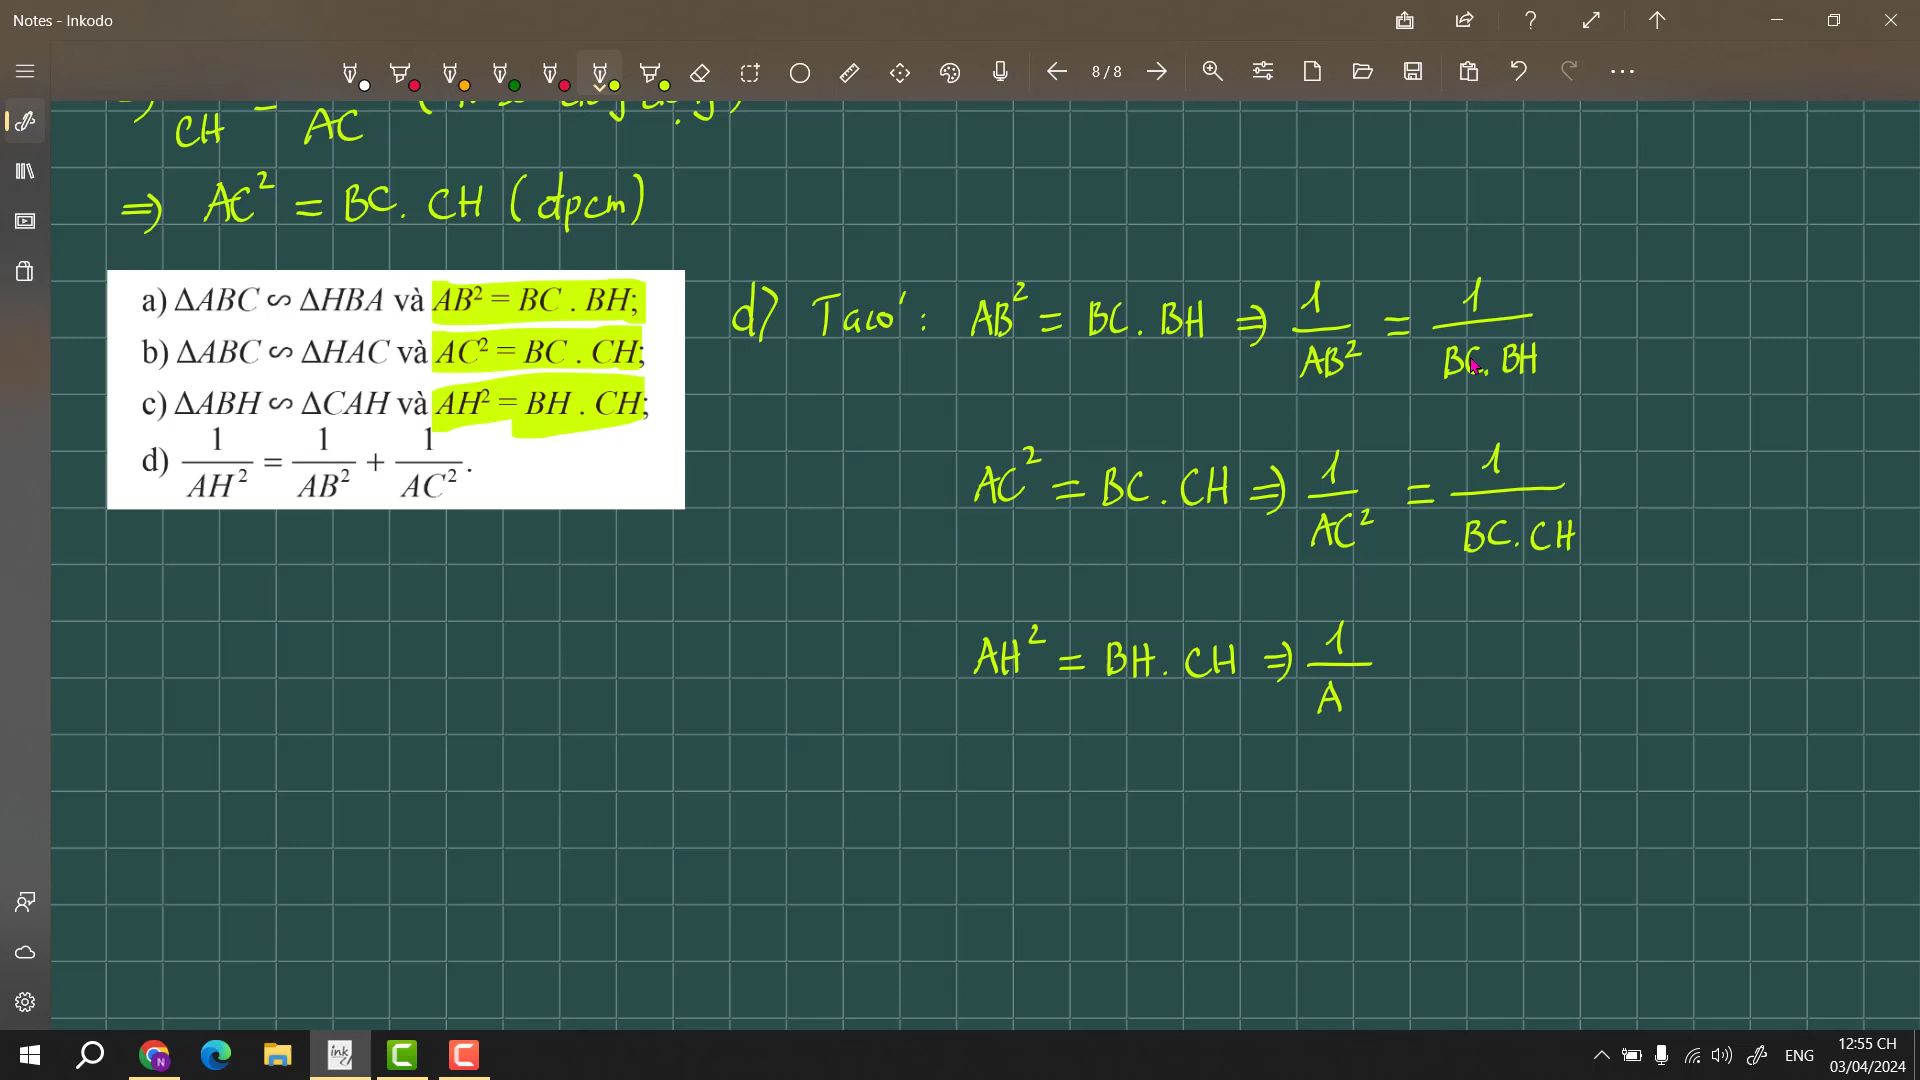 Notes - Inkodo
8 / 8
CH = AC
⇒ AC² = BC. CH (dpcm)
a) ΔABC ∽ ΔHBA và AB² = BC . BH;
b) ΔABC ∽ ΔHAC và AC² = BC . CH;
c) ΔABH ∽ ΔCAH và AH² = BH . CH;
d) 1/AH² = 1/AB² + 1/AC².
d) Ta có: AB² = BC. BH ⇒ 1/AB² = 1/BC. BH
AC² = BC. CH ⇒ 1/AC² = 1/BC. CH
AH² = BH. CH ⇒ 1/A
ink
ENG
12:55 CH
03/04/2024